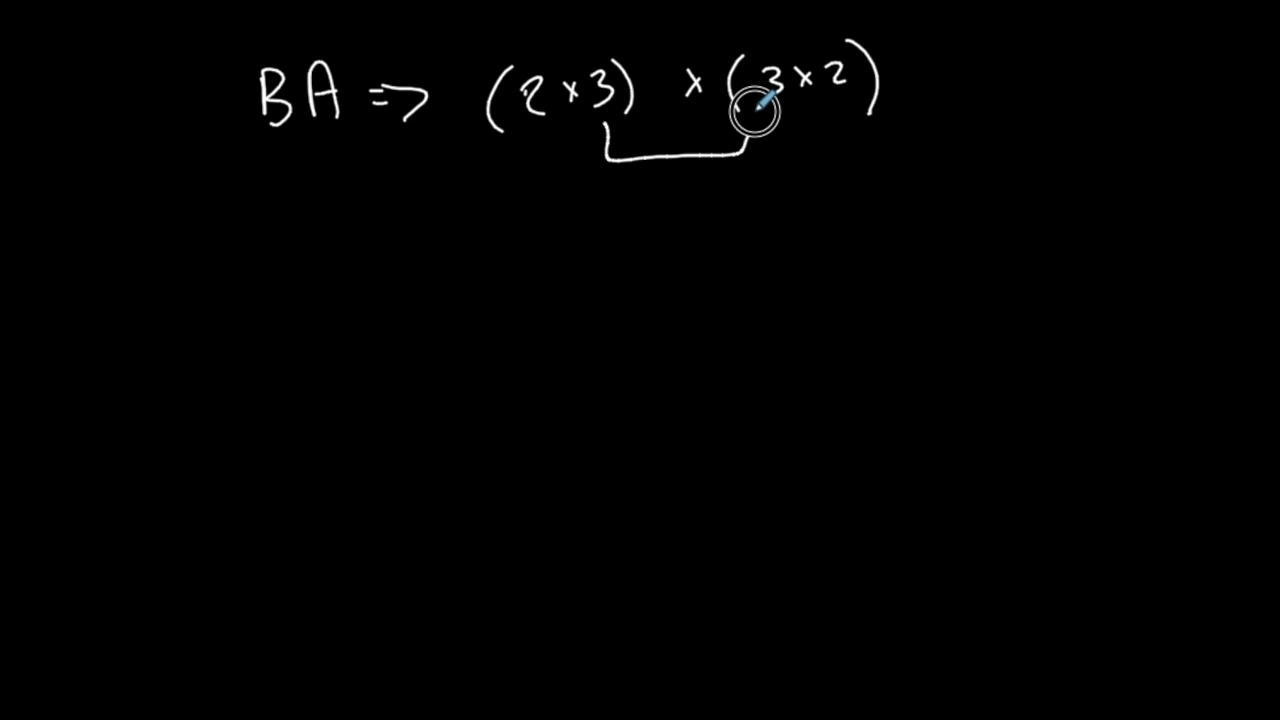 BA => (2 × 3) × (3 × 2)